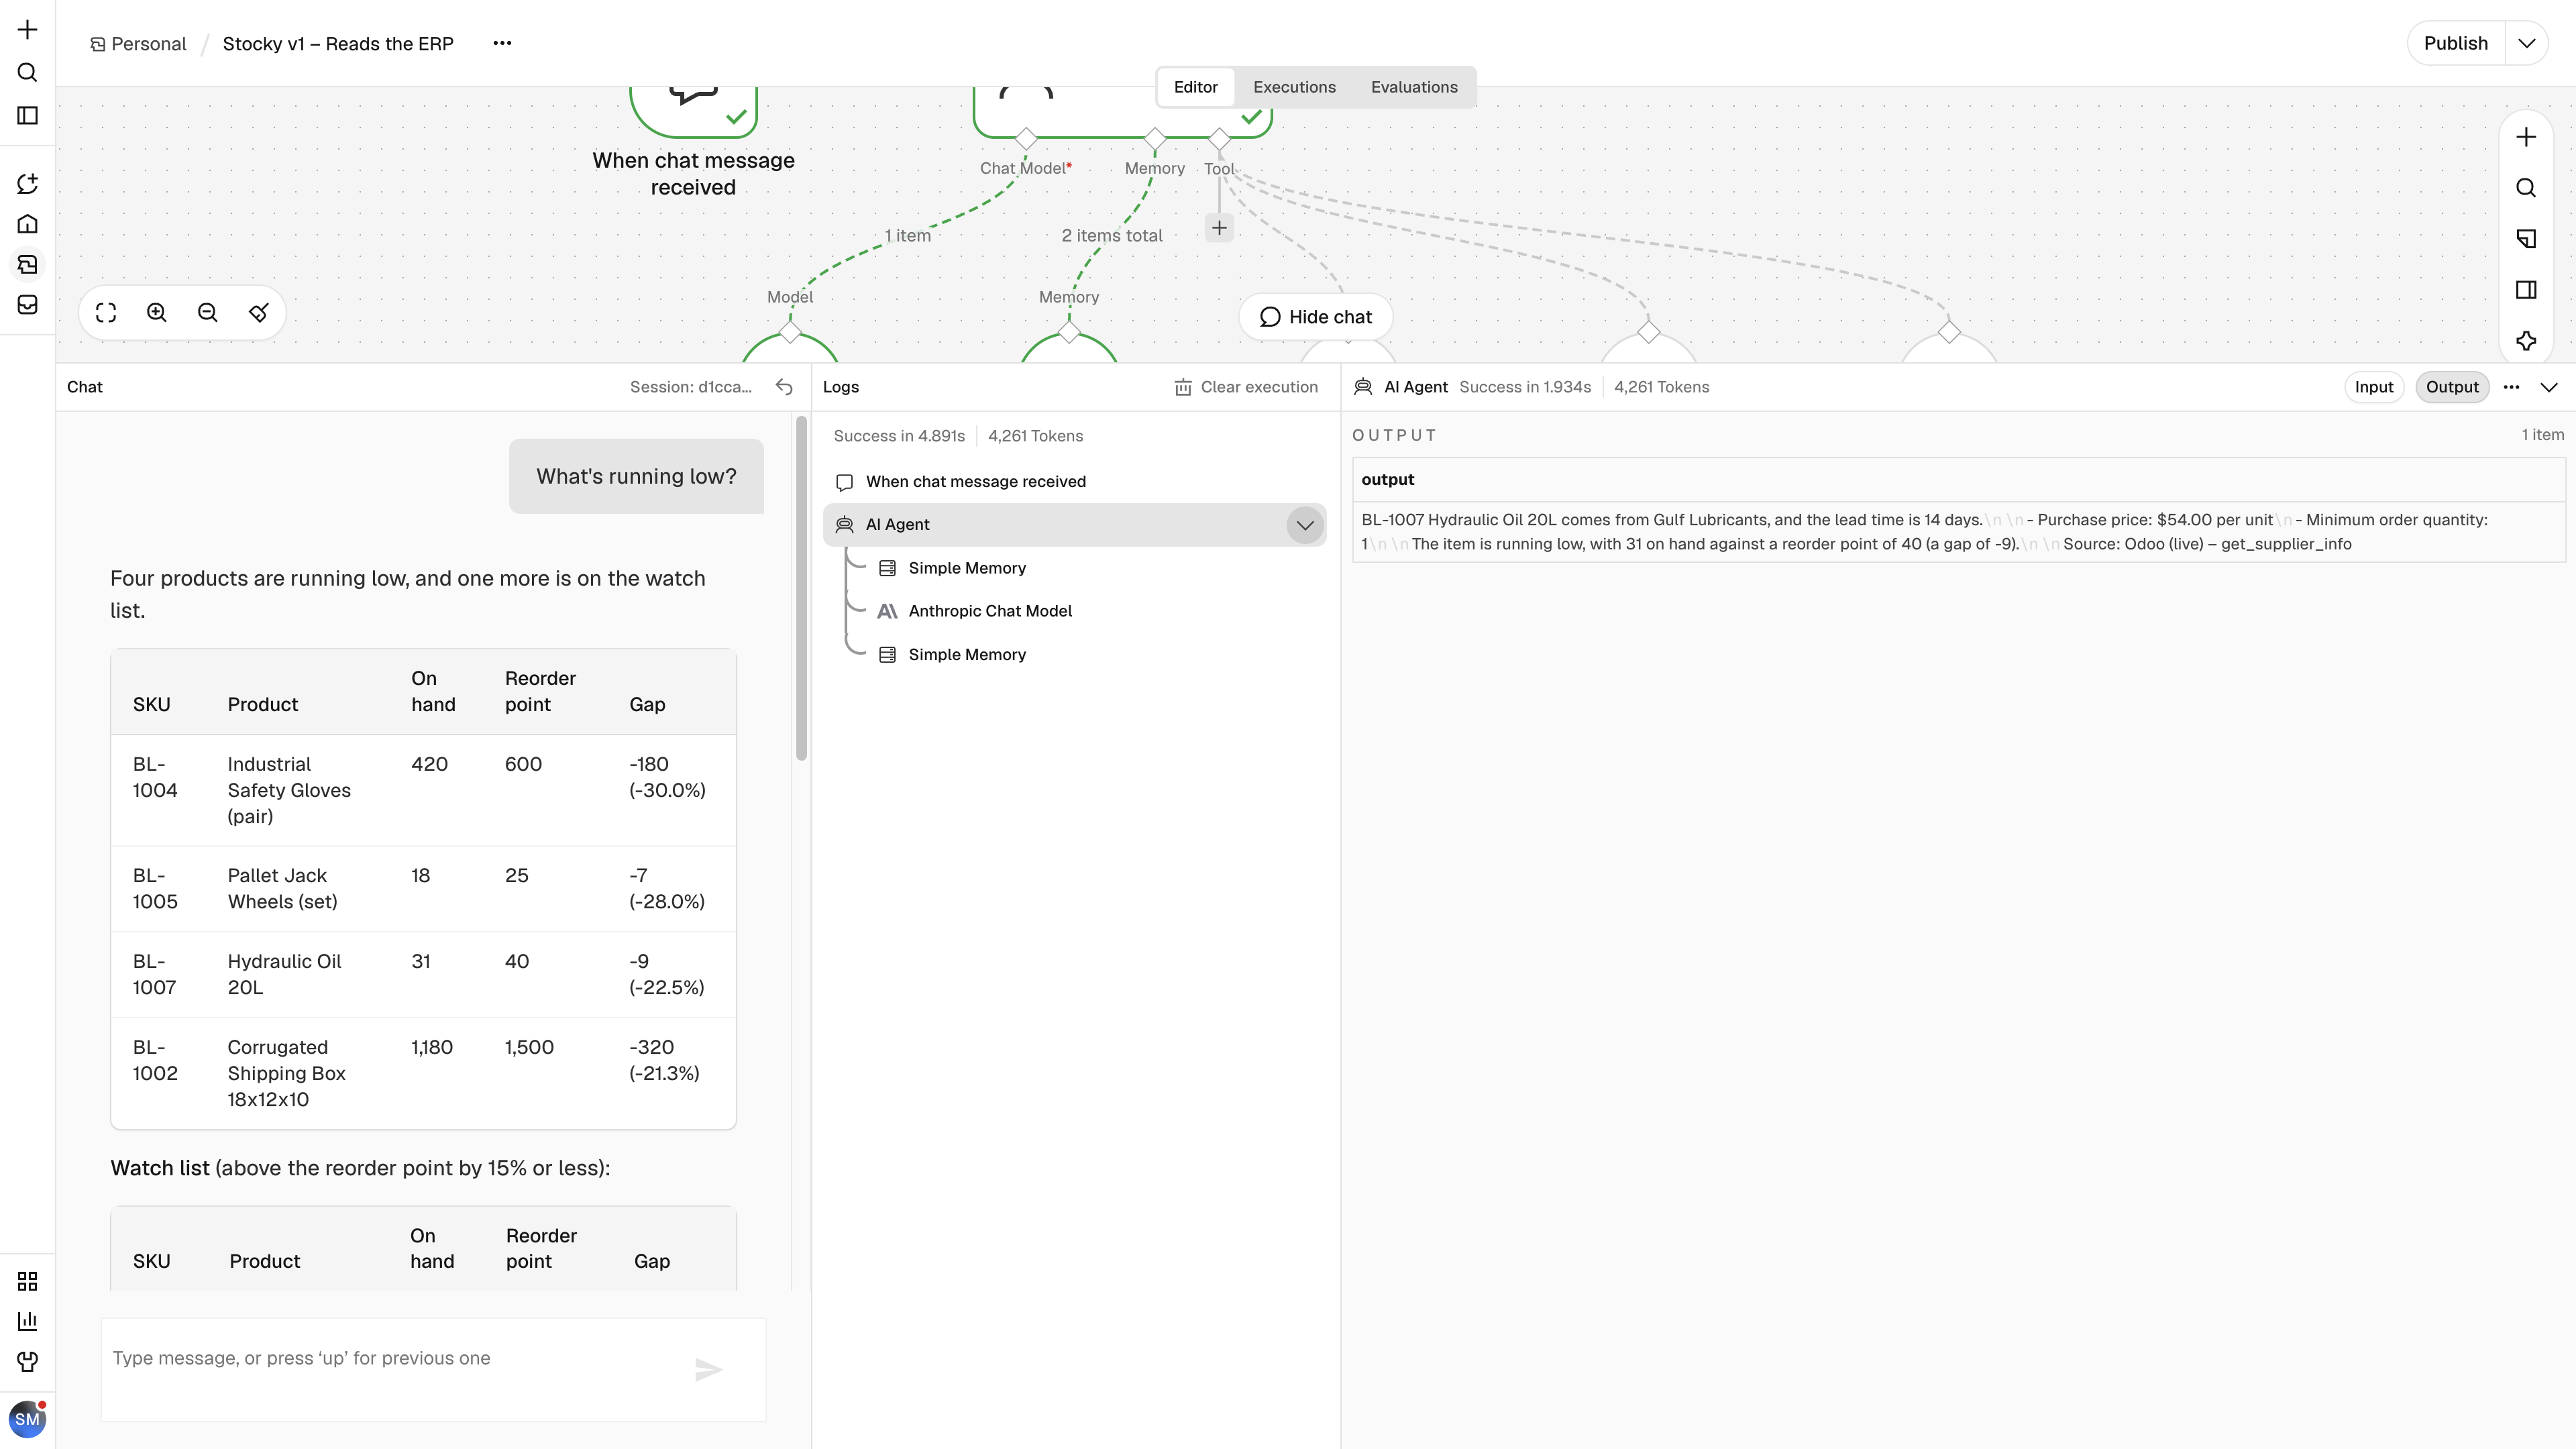 Personal / Stocky v1 – Reads the ERP
Publish
Editor Executions Evaluations
When chat message
received
Chat Model* Memory Tool
1 item 2 items total
Model Memory
Hide chat
Chat Session: d1cca...
What's running low?
Four products are running low, and one more is on the watch
list.
SKU Product On hand Reorder point Gap
BL-1004 Industrial Safety Gloves (pair) 420 600 -180 (-30.0%)
BL-1005 Pallet Jack Wheels (set) 18 25 -7 (-28.0%)
BL-1007 Hydraulic Oil 20L 31 40 -9 (-22.5%)
BL-1002 Corrugated Shipping Box 18x12x10 1,180 1,500 -320 (-21.3%)
Watch list (above the reorder point by 15% or less):
SKU Product On hand Reorder point Gap
Type message, or press ‘up’ for previous one
SM
Logs Clear execution
Success in 4.891s 4,261 Tokens
When chat message received
AI Agent
Simple Memory
Anthropic Chat Model
Simple Memory
AI Agent Success in 1.934s 4,261 Tokens
Input Output
OUTPUT 1 item
output
BL-1007 Hydraulic Oil 20L comes from Gulf Lubricants, and the lead time is 14 days.\n \n - Purchase price: $54.00 per unit\n - Minimum order quantity:
1\n \n The item is running low, with 31 on hand against a reorder point of 40 (a gap of -9).\n \n Source: Odoo (live) – get_supplier_info